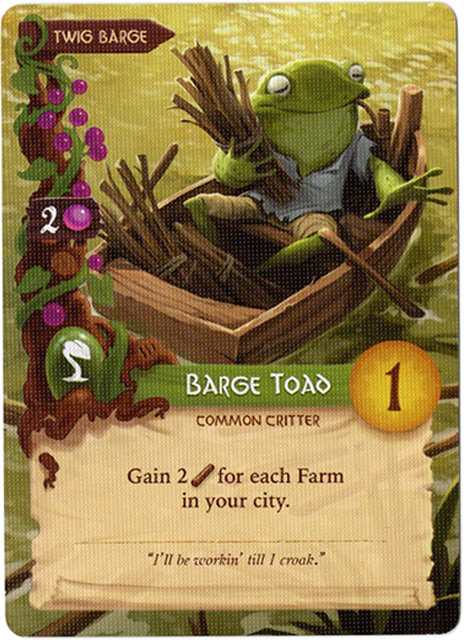 TWIG BARGE
2
BARGE TOAD
1
COMMON CRITTER
Gain 2 for each Farm
in your city.
"I'll be workin' till I croak."